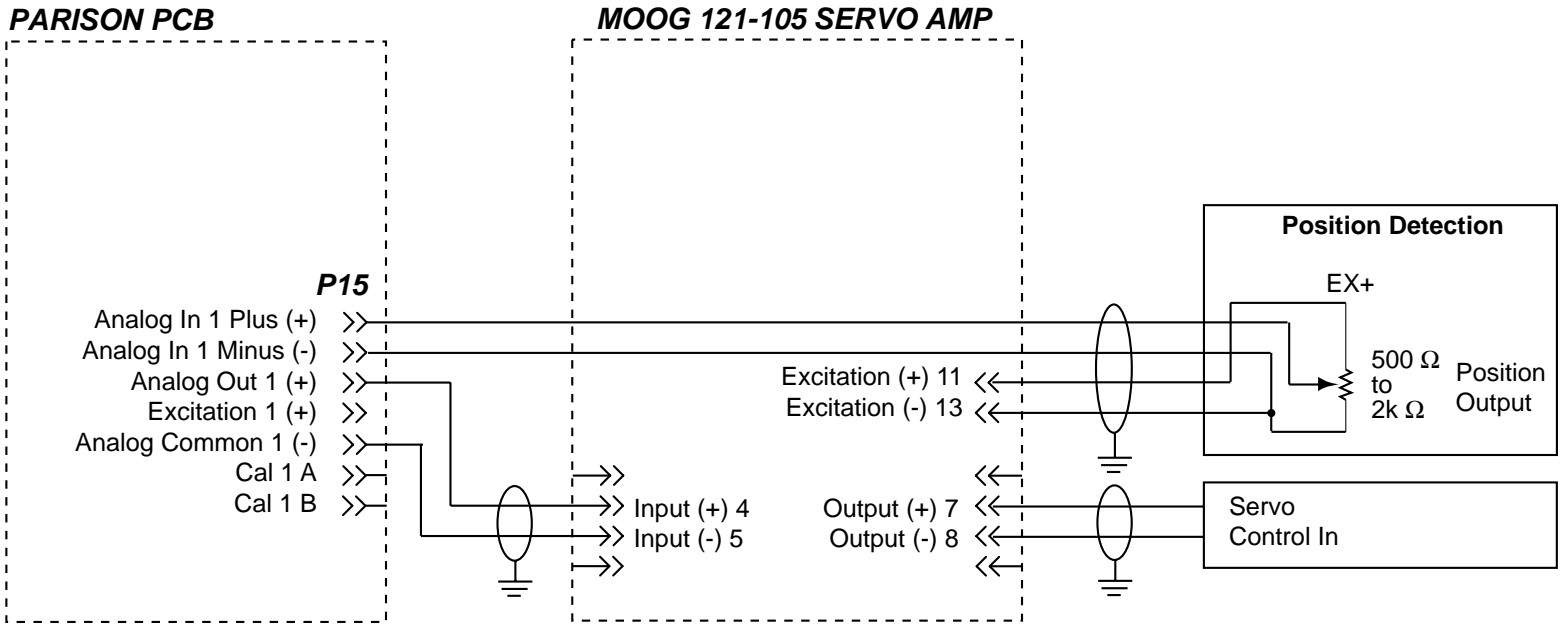 PARISON PCB
MOOG 121-105 SERVO AMP
P15
Analog In 1 Plus (+)
Analog In 1 Minus (-)
Analog Out 1 (+)
Excitation 1 (+)
Analog Common 1 (-)
Cal 1 A
Cal 1 B
Excitation (+) 11
Excitation (-) 13
Input (+) 4
Input (-) 5
Output (+) 7
Output (-) 8
Position Detection
EX+
500 Ω
to
2k Ω
Position
Output
Servo
Control In